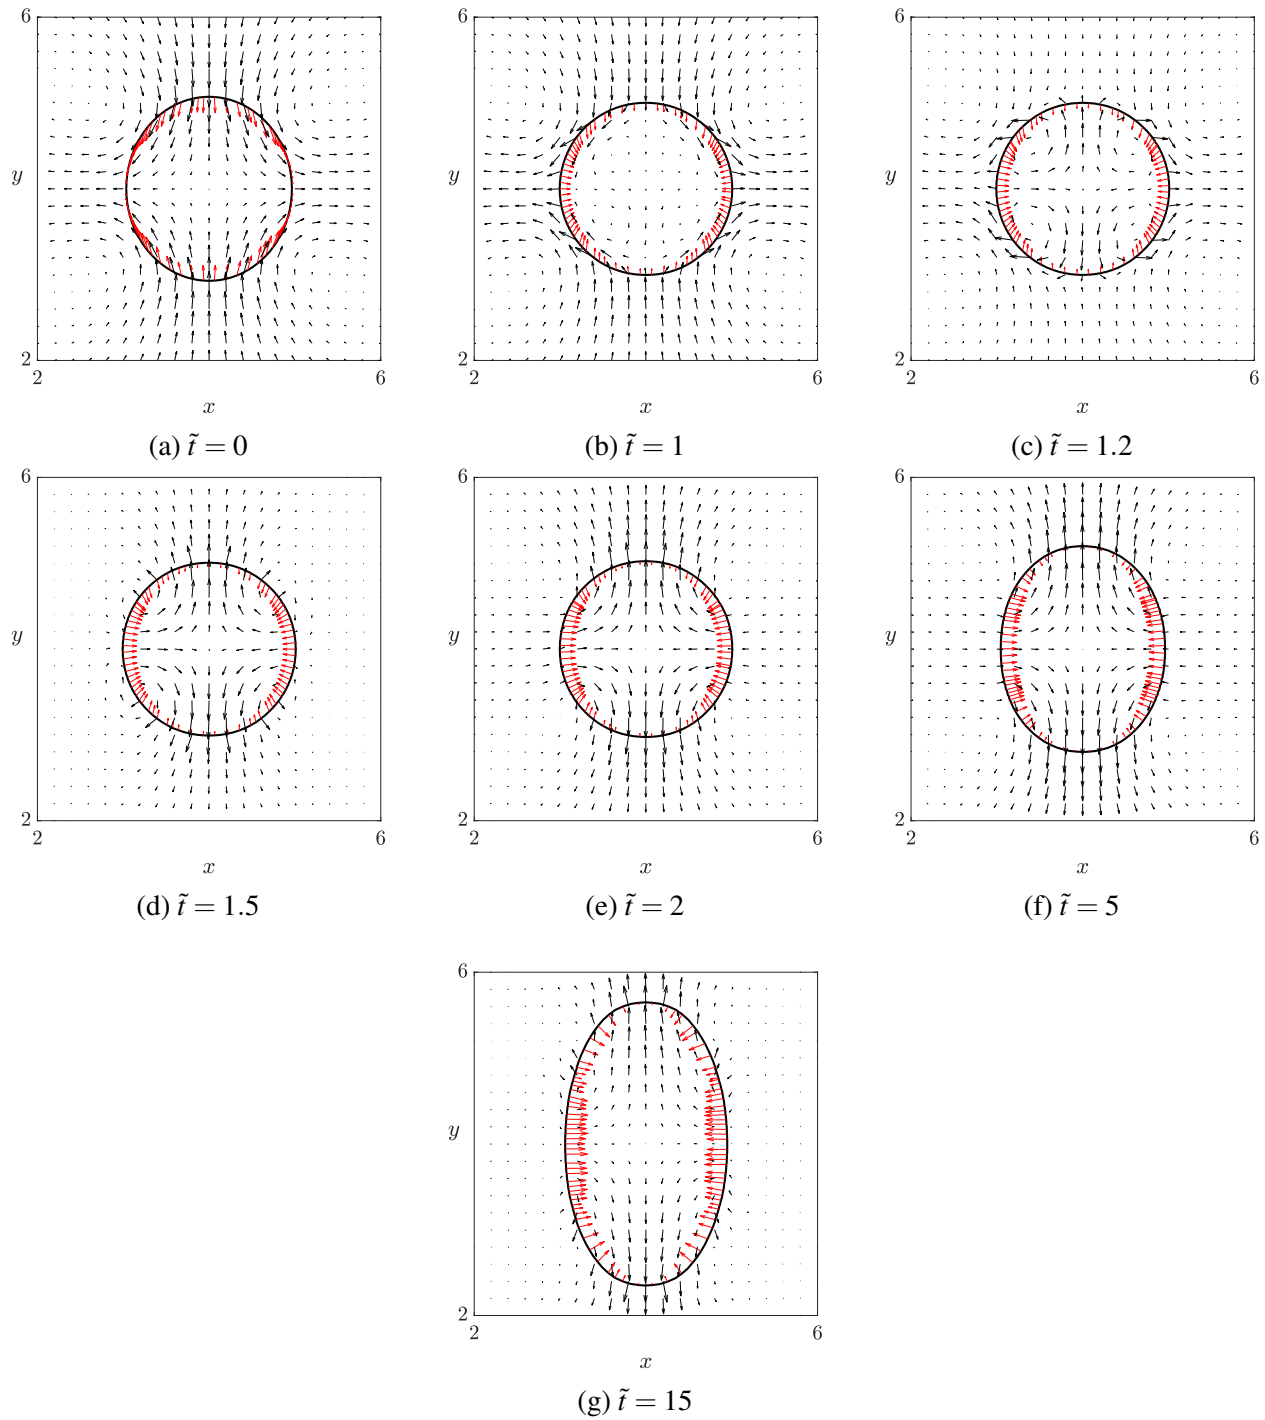 6 6 6
y y y
2 2 2
2 6 2 6 2 6
x x x
(a) t̃ = 0 (b) t̃ = 1 (c) t̃ = 1.2
6 6 6
y y y
2 2 2
2 6 2 6 2 6
x x x
(d) t̃ = 1.5 (e) t̃ = 2 (f) t̃ = 5
6
y
2
2 6
x
(g) t̃ = 15